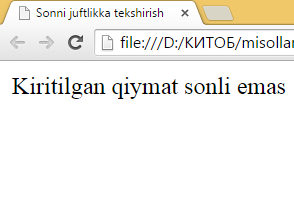 Sonni juftlikka tekshirish
file:///D:/КИТОБ/misollar
Kiritilgan qiymat sonli emas